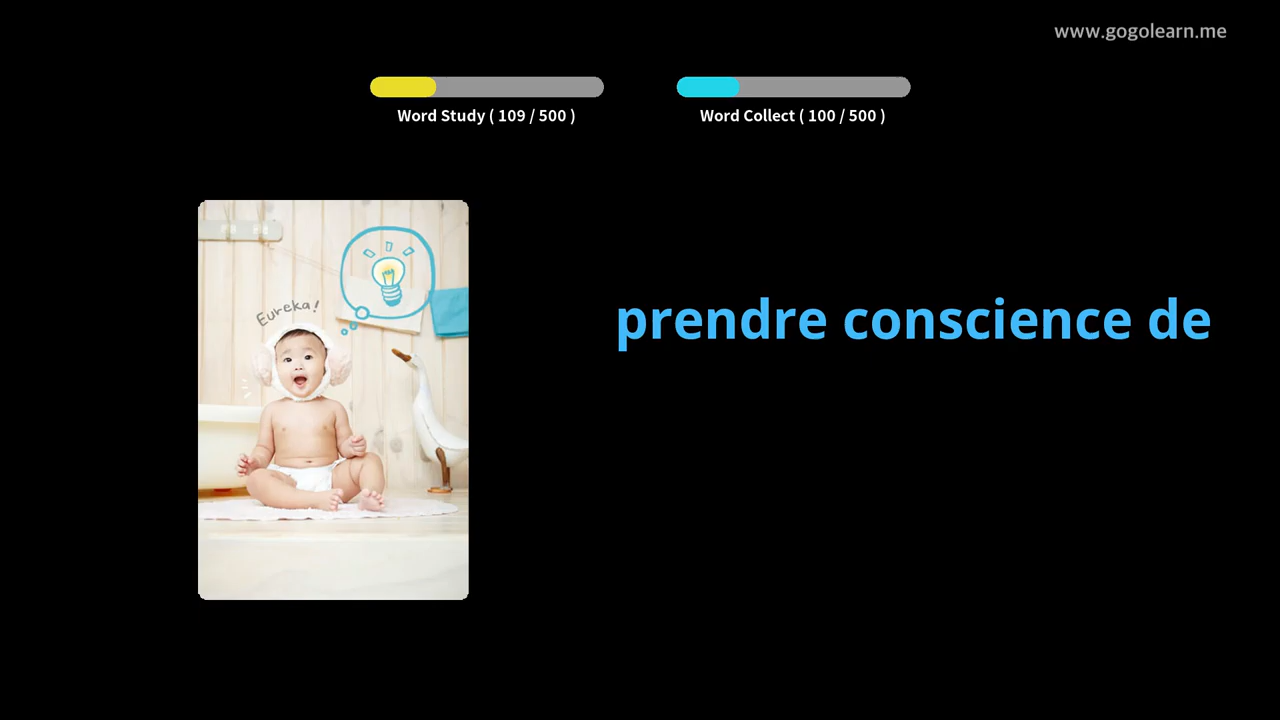 www.gogolearn.me
Word Study ( 109 / 500 )
Word Collect ( 100 / 500 )
Eureka!
prendre conscience de